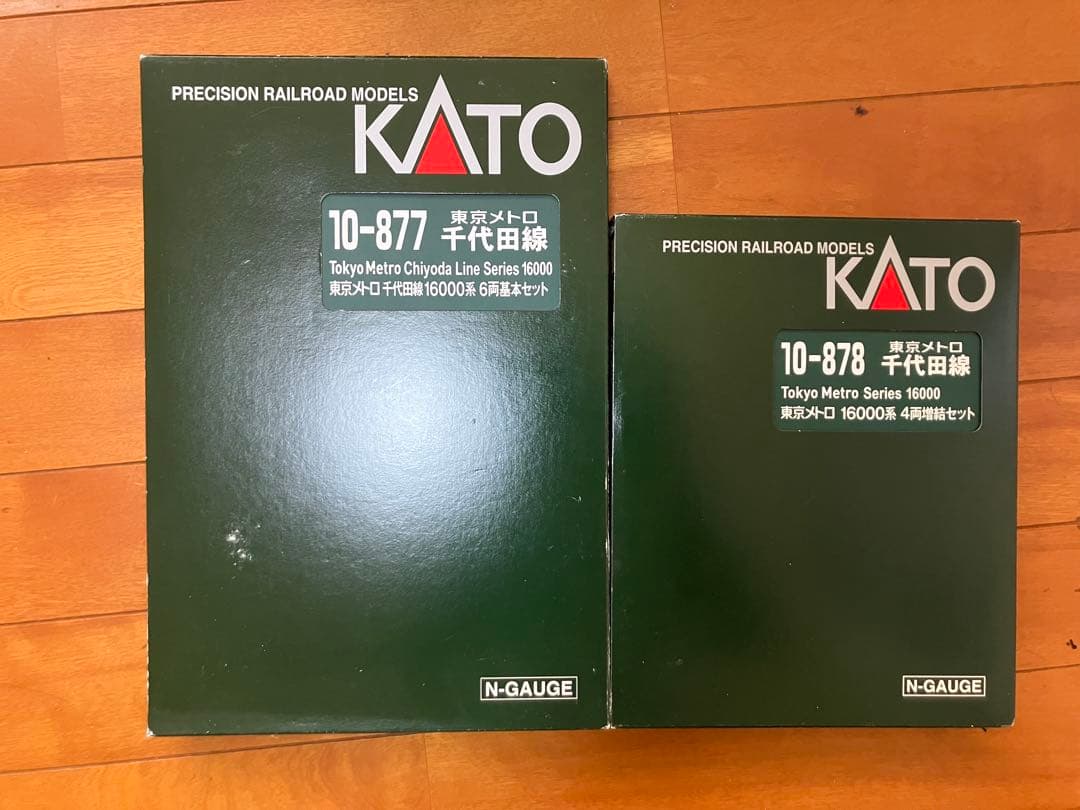 PRECISION RAILROAD MODELS
KATO
10-877 東京メトロ
千代田線
Tokyo Metro Chiyoda Line Series 16000
東京メトロ 千代田線16000系 6両基本セット
N-GAUGE
PRECISION RAILROAD MODELS
KATO
10-878 東京メトロ
千代田線
Tokyo Metro Series 16000
東京メトロ 16000系 4両増結セット
N-GAUGE